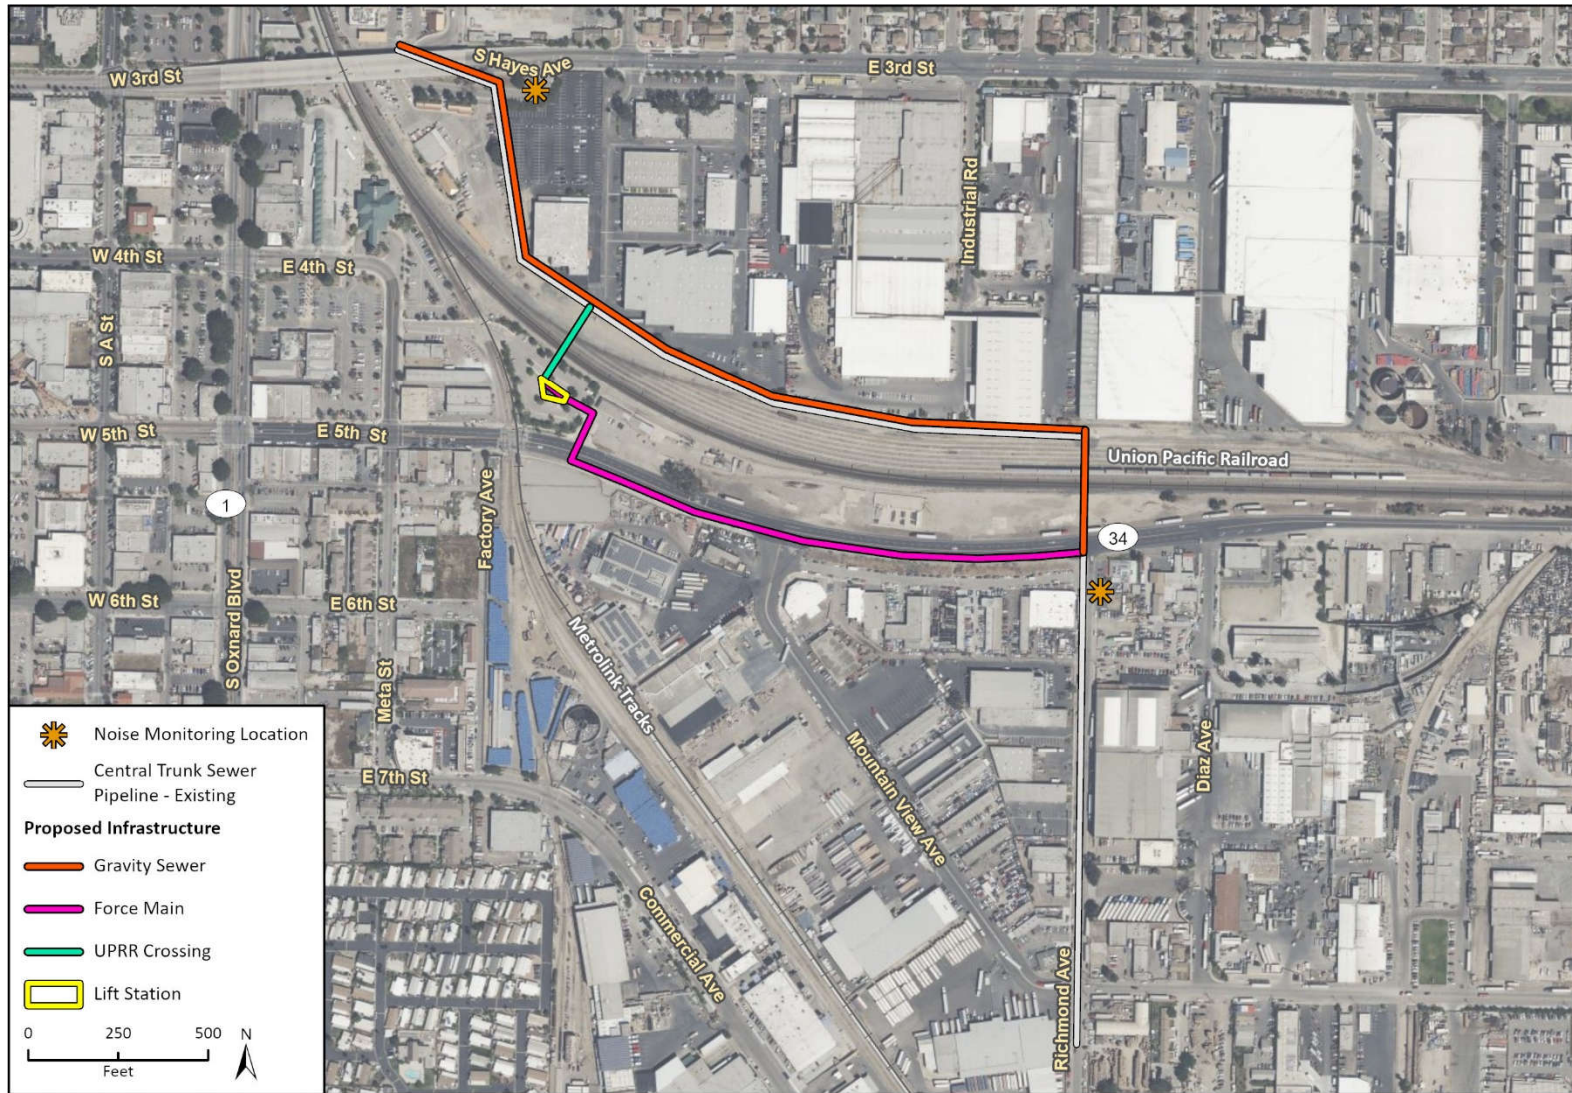 S Hayes Ave
W 3rd St
E 3rd St
Industrial Rd
W 4th St
E 4th St
S A St
W 5th St
E 5th St
Union Pacific Railroad
1
34
Factory Ave
W 6th St
E 6th St
S Oxnard Blvd
Meta St
Metrolink Tracks
Mountain View Ave
Diaz Ave
E 7th St
Commercial Ave
Richmond Ave
Noise Monitoring Location
Central Trunk Sewer
Pipeline - Existing
Proposed Infrastructure
Gravity Sewer
Force Main
UPRR Crossing
Lift Station
0 250 500
Feet
N